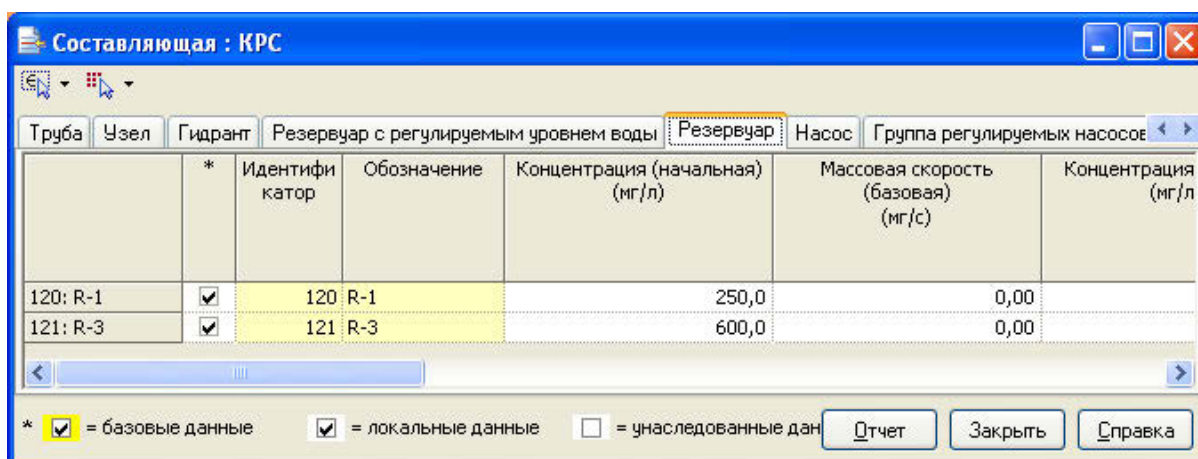 Составляющая : КРС
Труба Узел Гидрант Резервуар с регулируемым уровнем воды Резервуар Насос Группа регулируемых насосов
* Идентифи Обозначение Концентрация (начальная) Массовая скорость Концентрация
катор (мг/л) (базовая) (мг/л
(мг/с)
120: R-1 120 R-1 250,0 0,00
121: R-3 121 R-3 600,0 0,00
* = базовые данные = локальные данные = унаследованные дан Отчет Закрыть Справка